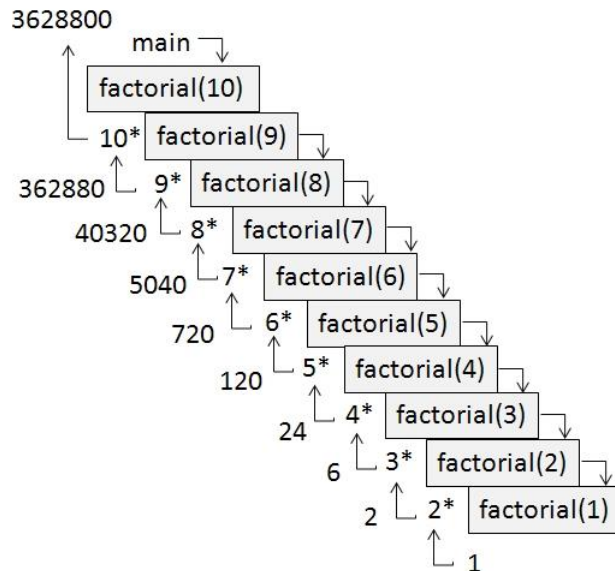 3628800
main
factorial(10)
10* factorial(9)
362880 9* factorial(8)
40320 8* factorial(7)
5040 7* factorial(6)
720 6* factorial(5)
120 5* factorial(4)
24 4* factorial(3)
6 3* factorial(2)
2 2* factorial(1)
1